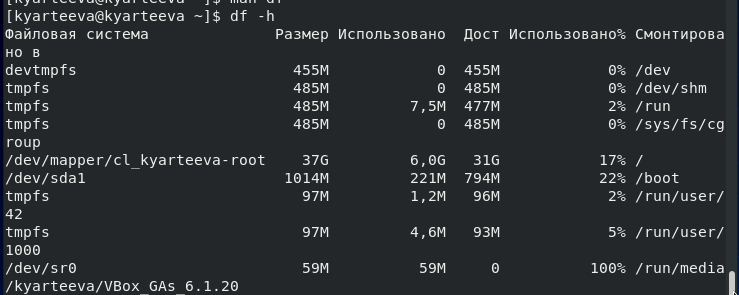 [kyarteeva@kyarteeva ~]$ man df
[kyarteeva@kyarteeva ~]$ df -h
Файловая система Размер Использовано Дост Использовано% Смонтирова
но в
devtmpfs 455M 0 455M 0% /dev
tmpfs 485M 0 485M 0% /dev/shm
tmpfs 485M 7,5M 477M 2% /run
tmpfs 485M 0 485M 0% /sys/fs/cg
roup
/dev/mapper/cl_kyarteeva-root 37G 6,0G 31G 17% /
/dev/sda1 1014M 221M 794M 22% /boot
tmpfs 97M 1,2M 96M 2% /run/user/
42
tmpfs 97M 4,6M 93M 5% /run/user/
1000
/dev/sr0 59M 59M 0 100% /run/media
/kyarteeva/VBox_GAs_6.1.20